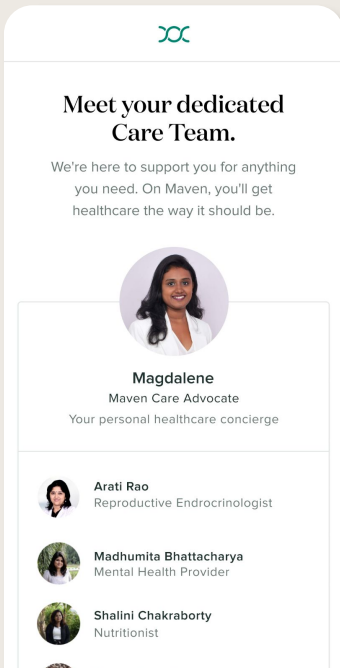 Meet your dedicated
Care Team.
We're here to support you for anything
you need. On Maven, you'll get
healthcare the way it should be.
Magdalene
Maven Care Advocate
Your personal healthcare concierge
Arati Rao
Reproductive Endrocrinologist
Madhumita Bhattacharya
Mental Health Provider
Shalini Chakraborty
Nutritionist